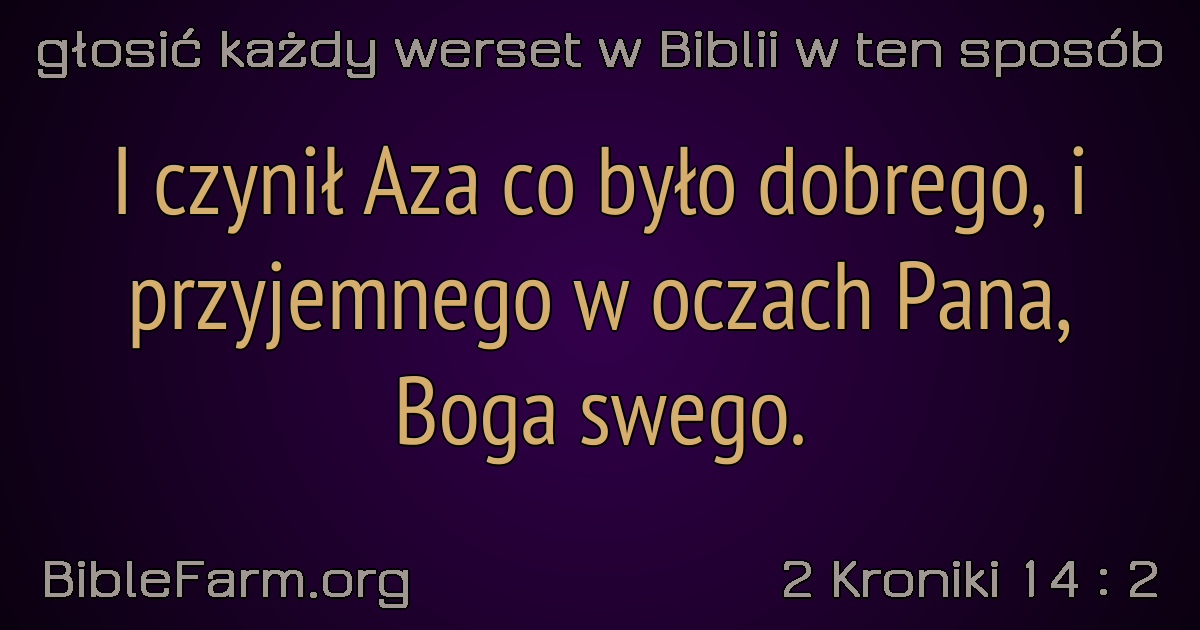 głosić każdy werset w Biblii w ten sposób
I czynił Aza co było dobrego, i
przyjemnego w oczach Pana,
Boga swego.
BibleFarm.org
2 Kroniki 14 : 2